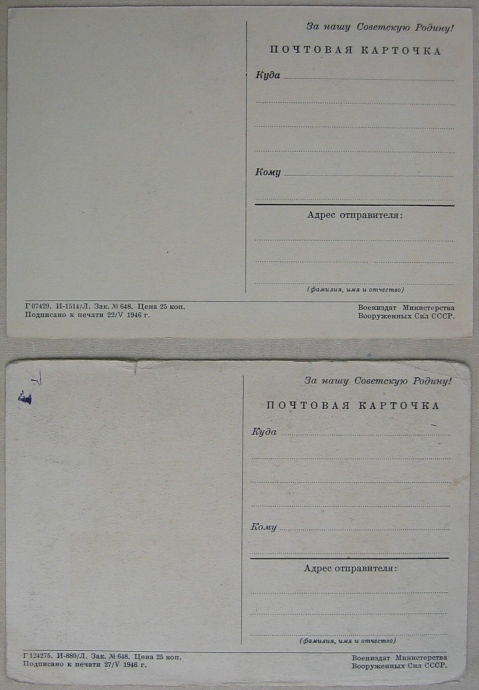 За нашу Советскую Родину!
ПОЧТОВАЯ КАРТОЧКА
Куда
Кому
Адрес отправителя:
(фамилия, имя и отчество)
Г07429. И-1514/Л. Зак. № 648. Цена 25 коп.
Подписано к печати 22/V 1946 г.
Воениздат Министерства
Вооруженных Сил СССР.
За нашу Советскую Родину!
ПОЧТОВАЯ КАРТОЧКА
Куда
Кому
Адрес отправителя:
(фамилия, имя и отчество)
Г124275. И-880/Л. Зак. № 648. Цена 25 коп.
Подписано к печати 27/V 1946 г.
Воениздат Министерства
Вооруженных Сил СССР.